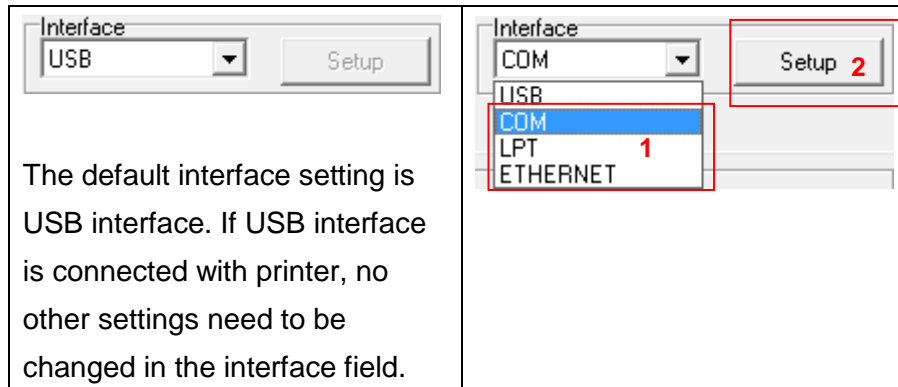 Interface
USB
Setup
The default interface setting is
USB interface. If USB interface
is connected with printer, no
other settings need to be
changed in the interface field.
Interface
COM
Setup 2
USB
COM
LPT 1
ETHERNET